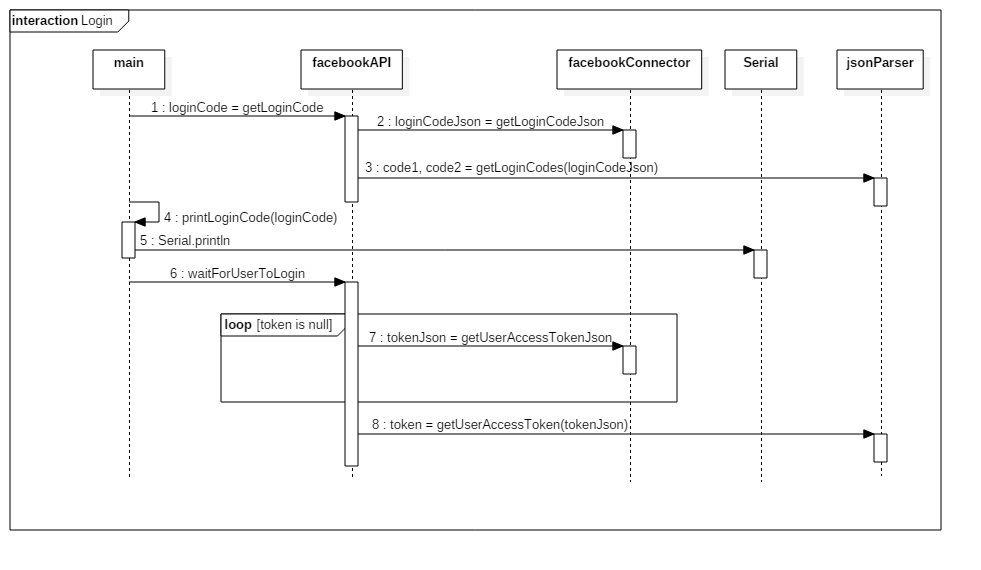 interaction Login
main
facebookAPI
facebookConnector
Serial
jsonParser
1 : loginCode = getLoginCode
2 : loginCodeJson = getLoginCodeJson
3 : code1, code2 = getLoginCodes(loginCodeJson)
4 : printLoginCode(loginCode)
5 : Serial.println
6 : waitForUserToLogin
loop [token is null]
7 : tokenJson = getUserAccessTokenJson
8 : token = getUserAccessToken(tokenJson)